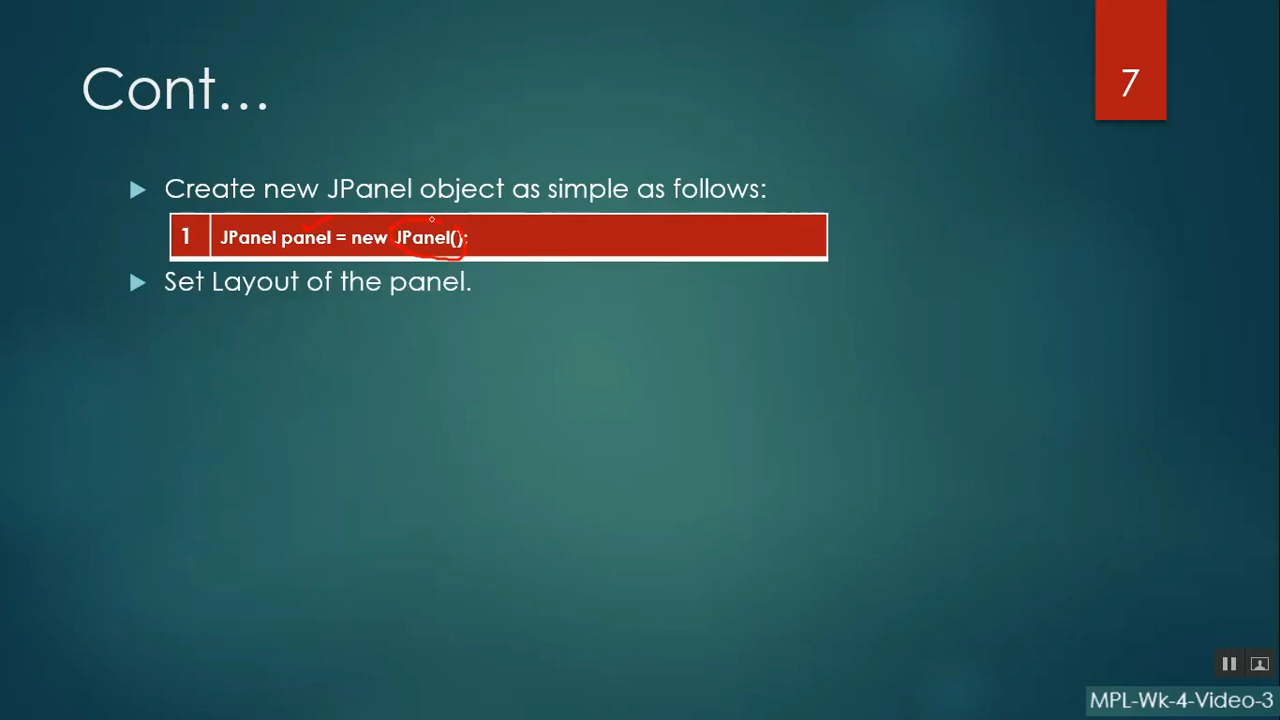 Cont…
7
Create new JPanel object as simple as follows:
1 JPanel panel = new JPanel();
Set Layout of the panel.
MPL-Wk-4-Video-3